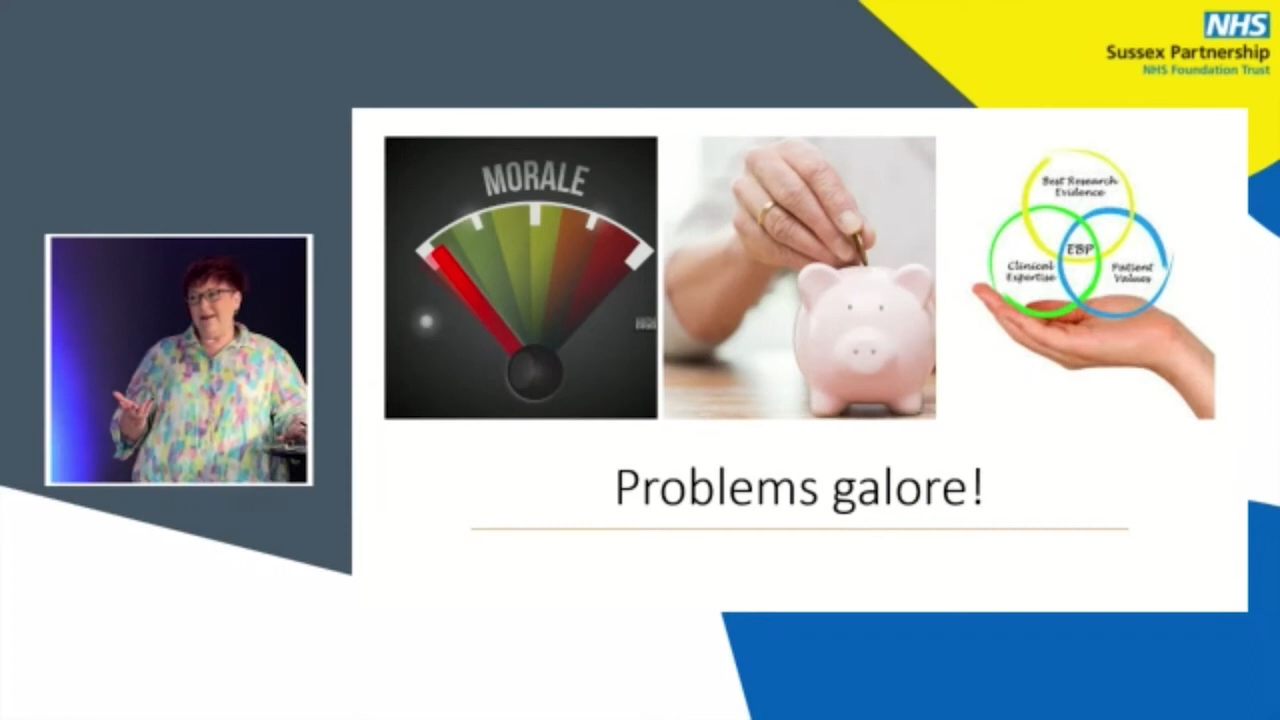 NHS
Sussex Partnership
NHS Foundation Trust
MORALE
Best Research
Evidence
EBP
Clinical
Expertise
Patient
Values
Problems galore!